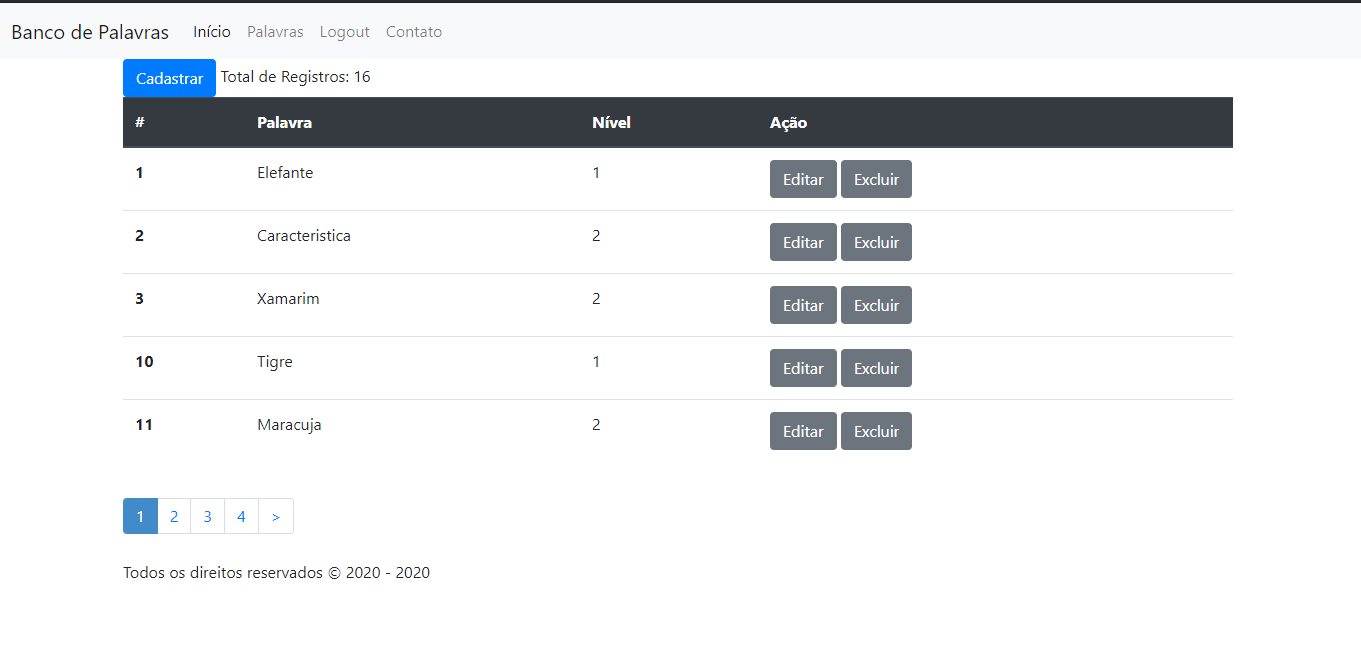 Banco de Palavras Início Palavras Logout Contato
Cadastrar Total de Registros: 16
# Palavra Nível Ação
1 Elefante 1 Editar Excluir
2 Caracteristica 2 Editar Excluir
3 Xamarim 2 Editar Excluir
10 Tigre 1 Editar Excluir
11 Maracuja 2 Editar Excluir
1 2 3 4 >
Todos os direitos reservados © 2020 - 2020